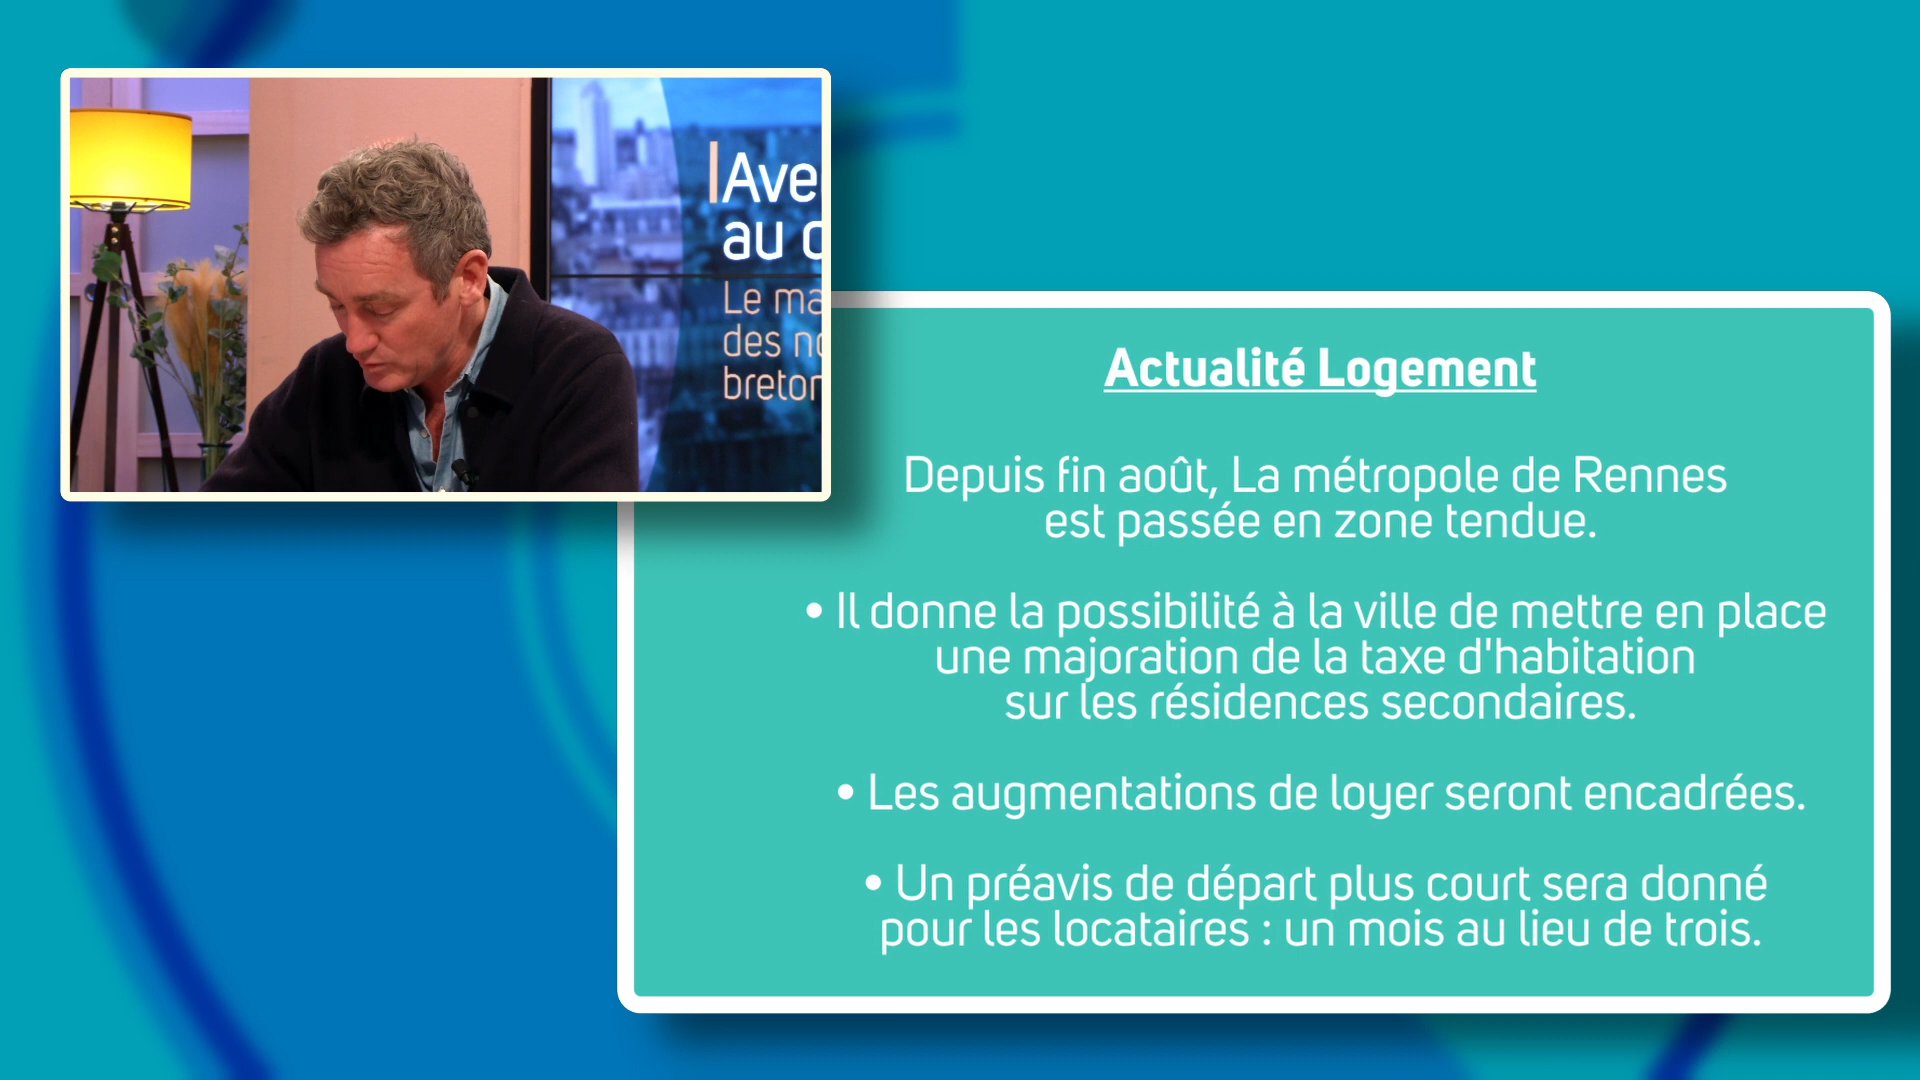 Ave
au
Le ma
des no
breton
Actualité Logement
Depuis fin août, La métropole de Rennes
est passée en zone tendue.
• Il donne la possibilité à la ville de mettre en place
une majoration de la taxe d'habitation
sur les résidences secondaires.
• Les augmentations de loyer seront encadrées.
• Un préavis de départ plus court sera donné
pour les locataires : un mois au lieu de trois.